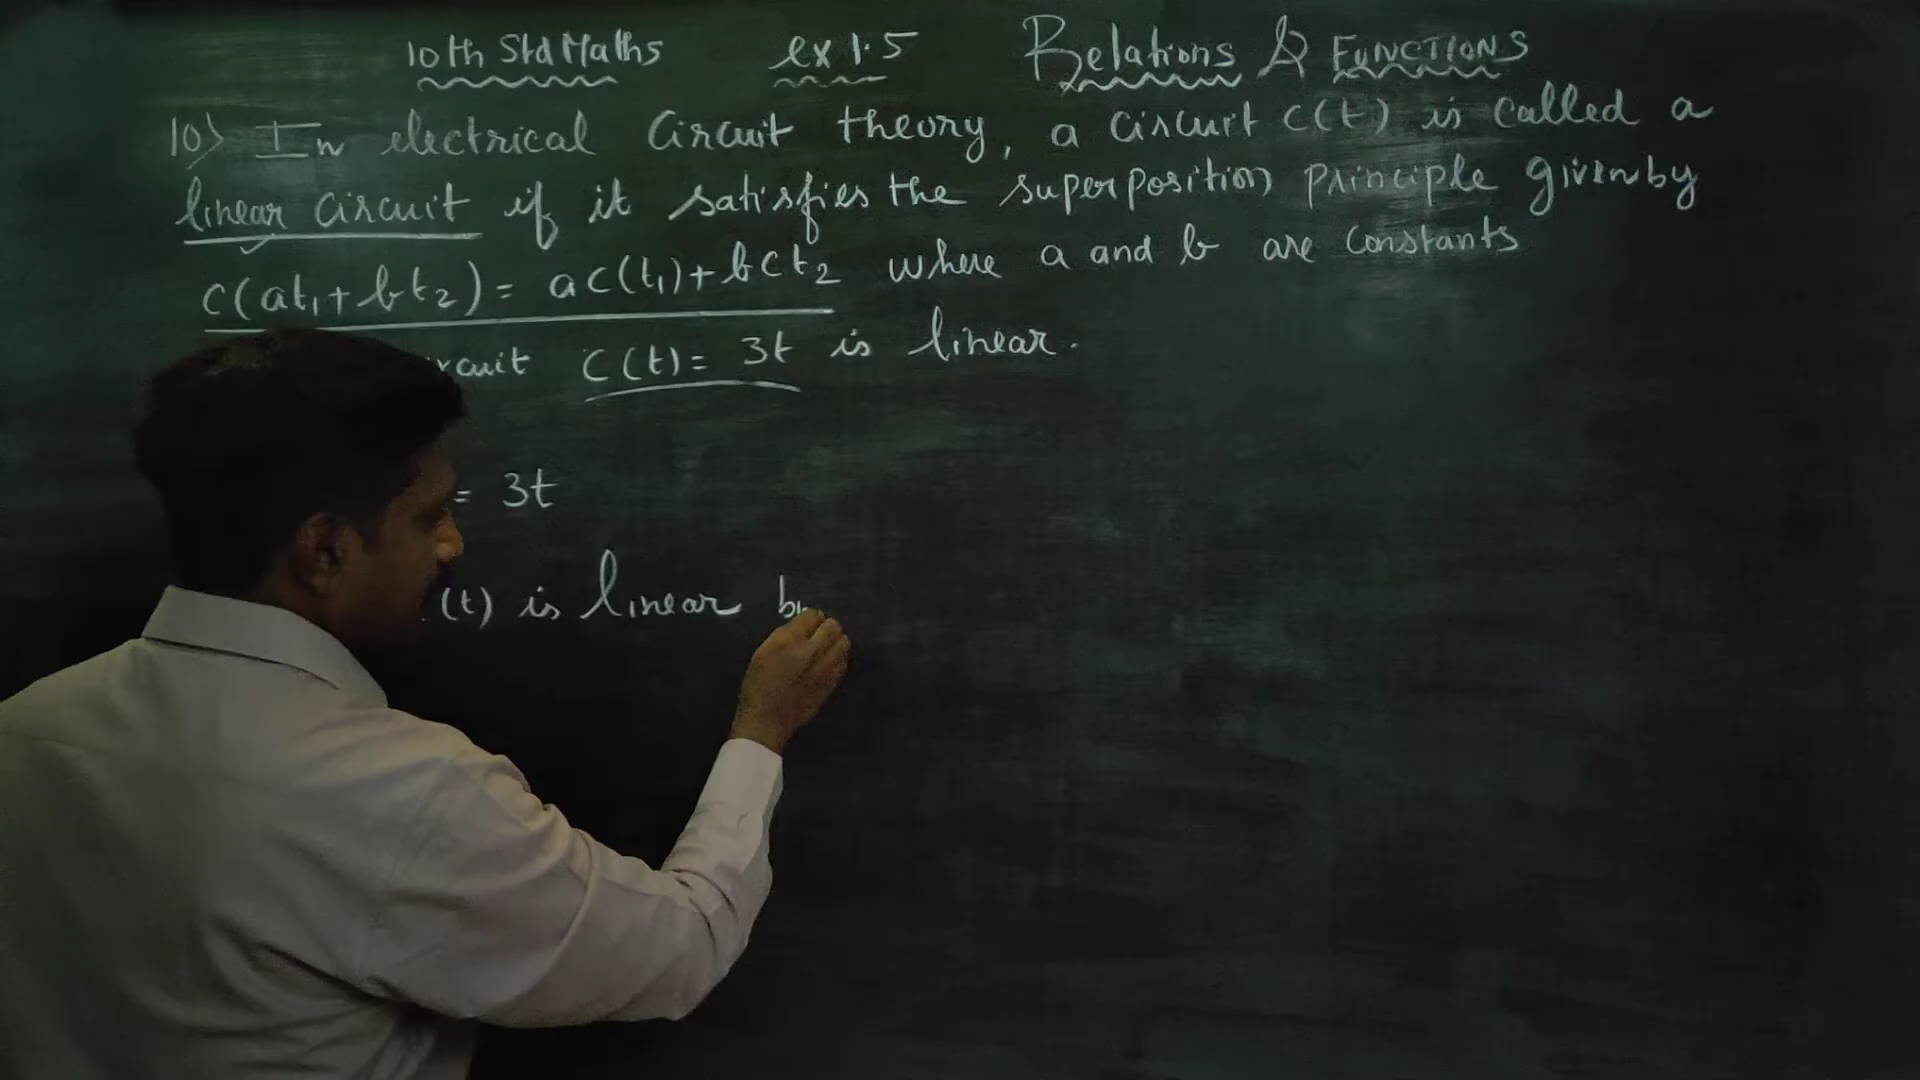 10th Std Maths ex 1.5 Relations & FUNCTIONS
10) In electrical Circuit theory, a circuit C(t) is called a
linear circuit if it satisfies the superposition principle given by
C(at₁+bt₂) = aC(t₁)+bCt₂ where a and b are constants
rcuit C(t) = 3t is linear.
= 3t
(t) is linear